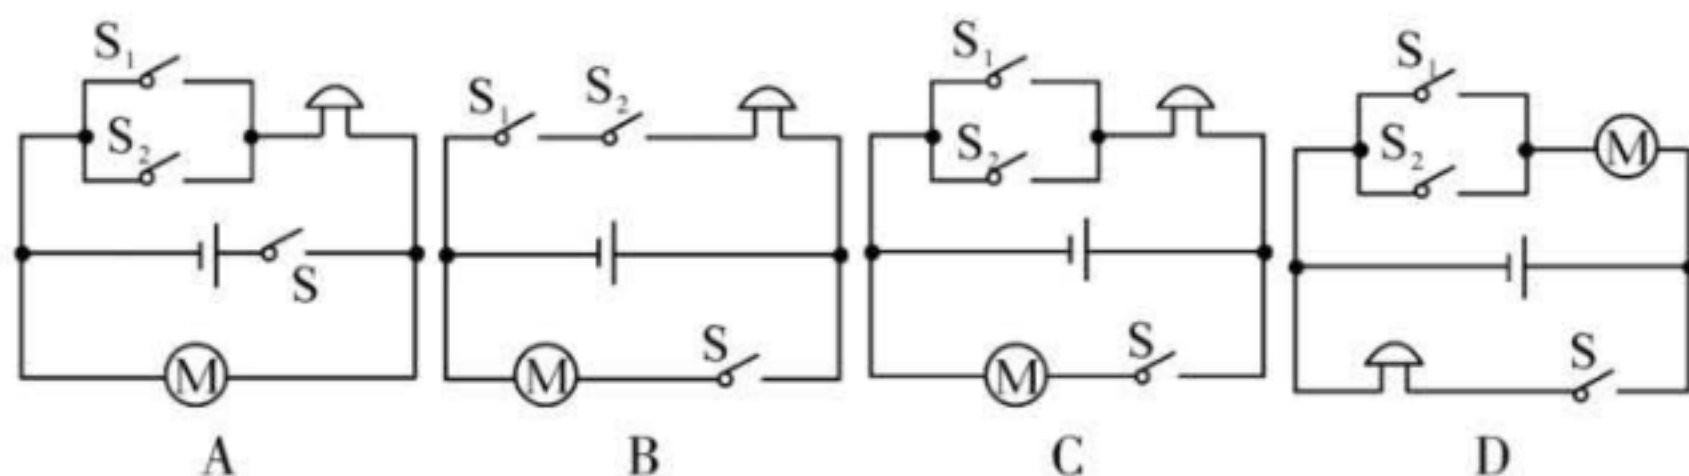 S₁ S₂ S M A
S₁ S₂ M S B
S₁ S₂ M S C
S₁ S₂ M S D